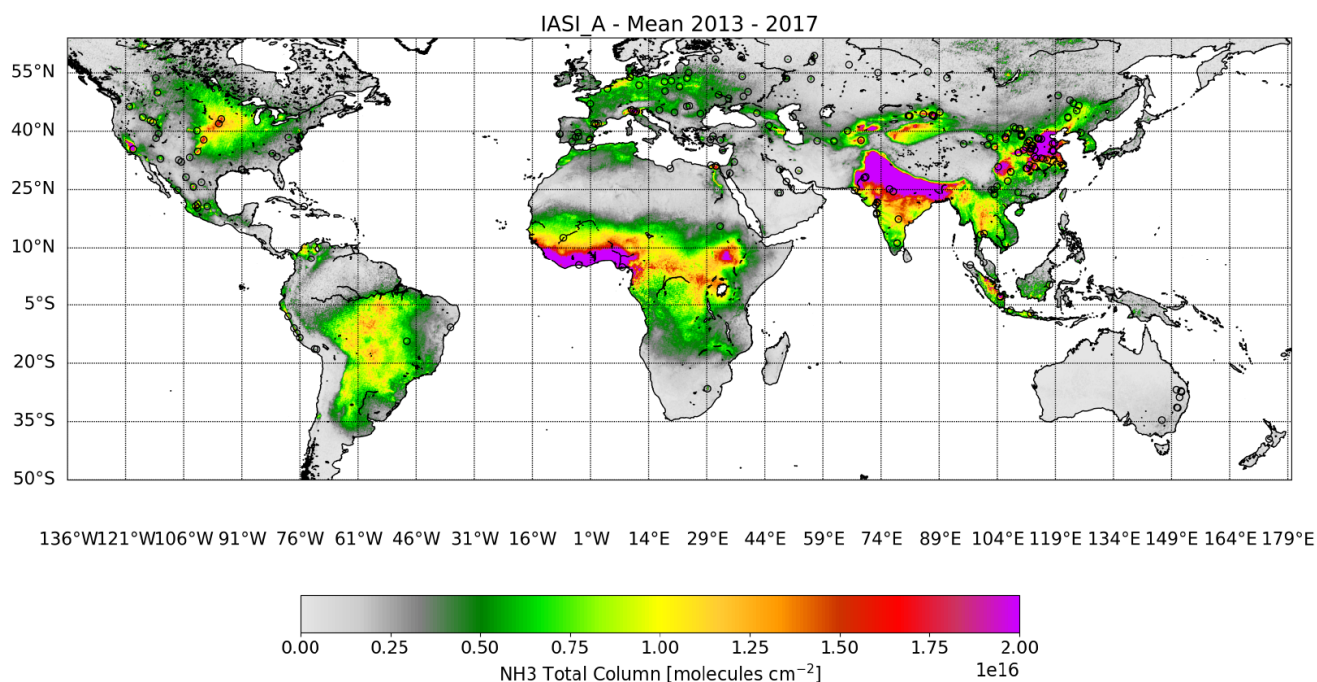 IASI_A - Mean 2013 - 2017
55°N
40°N
25°N
10°N
5°S
20°S
35°S
50°S
136°W 121°W 106°W 91°W 76°W 61°W 46°W 31°W 16°W 1°W 14°E 29°E 44°E 59°E 74°E 89°E 104°E 119°E 134°E 149°E 164°E 179°E
0.00 0.25 0.50 0.75 1.00 1.25 1.50 1.75 2.00
1e16
NH3 Total Column [molecules cm⁻²]